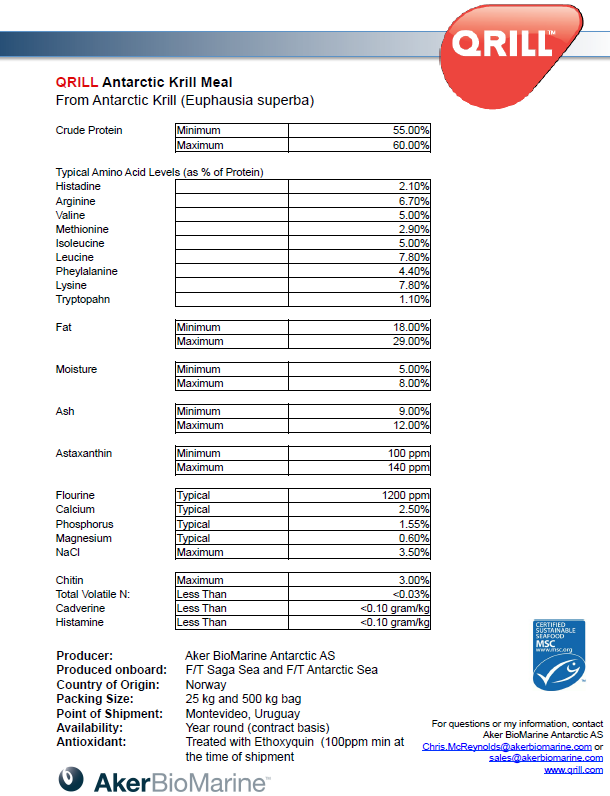 QRILL™
QRILL Antarctic Krill Meal
From Antarctic Krill (Euphausia superba)
Crude Protein Minimum 55.00%
Maximum 60.00%
Typical Amino Acid Levels (as % of Protein)
Histadine 2.10%
Arginine 6.70%
Valine 5.00%
Methionine 2.90%
Isoleucine 5.00%
Leucine 7.80%
Pheylalanine 4.40%
Lysine 7.80%
Tryptopahn 1.10%
Fat Minimum 18.00%
Maximum 29.00%
Moisture Minimum 5.00%
Maximum 8.00%
Ash Minimum 9.00%
Maximum 12.00%
Astaxanthin Minimum 100 ppm
Maximum 140 ppm
Flourine Typical 1200 ppm
Calcium Typical 2.50%
Phosphorus Typical 1.55%
Magnesium Typical 0.60%
NaCl Maximum 3.50%
Chitin Maximum 3.00%
Total Volatile N: Less Than <0.03%
Cadverine Less Than <0.10 gram/kg
Histamine Less Than <0.10 gram/kg
CERTIFIED
SUSTAINABLE
SEAFOOD
MSC
www.msc.org
Producer: Aker BioMarine Antarctic AS
Produced onboard: F/T Saga Sea and F/T Antarctic Sea
Country of Origin: Norway
Packing Size: 25 kg and 500 kg bag
Point of Shipment: Montevideo, Uruguay
Availability: Year round (contract basis)
Antioxidant: Treated with Ethoxyquin (100ppm min at
the time of shipment
For questions or my information, contact
Aker BioMarine Antarctic AS
Chris.McReynolds@akerbiomarine.com or
sales@akerbiomarine.com
www.qrill.com
AkerBioMarine™